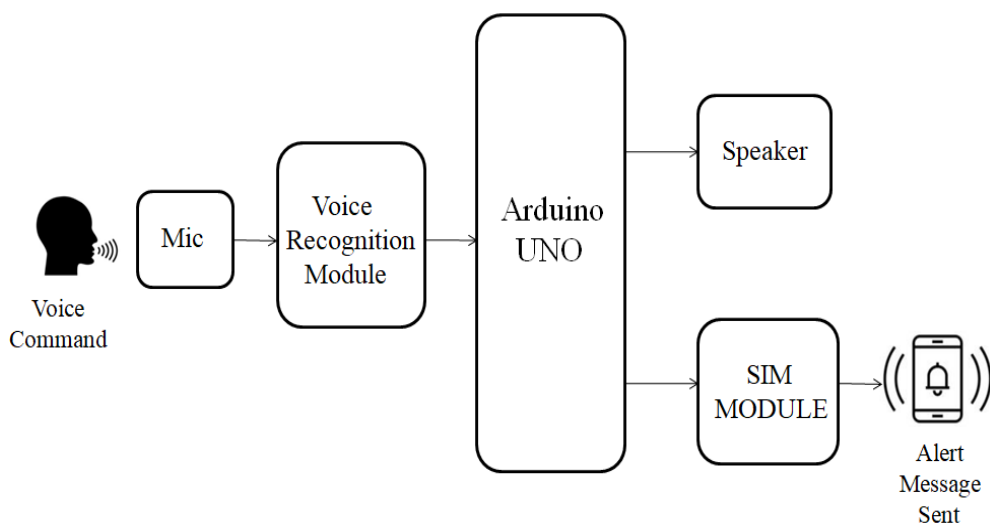 Voice
Command
Mic
Voice
Recognition
Module
Arduino
UNO
Speaker
SIM
MODULE
Alert
Message
Sent